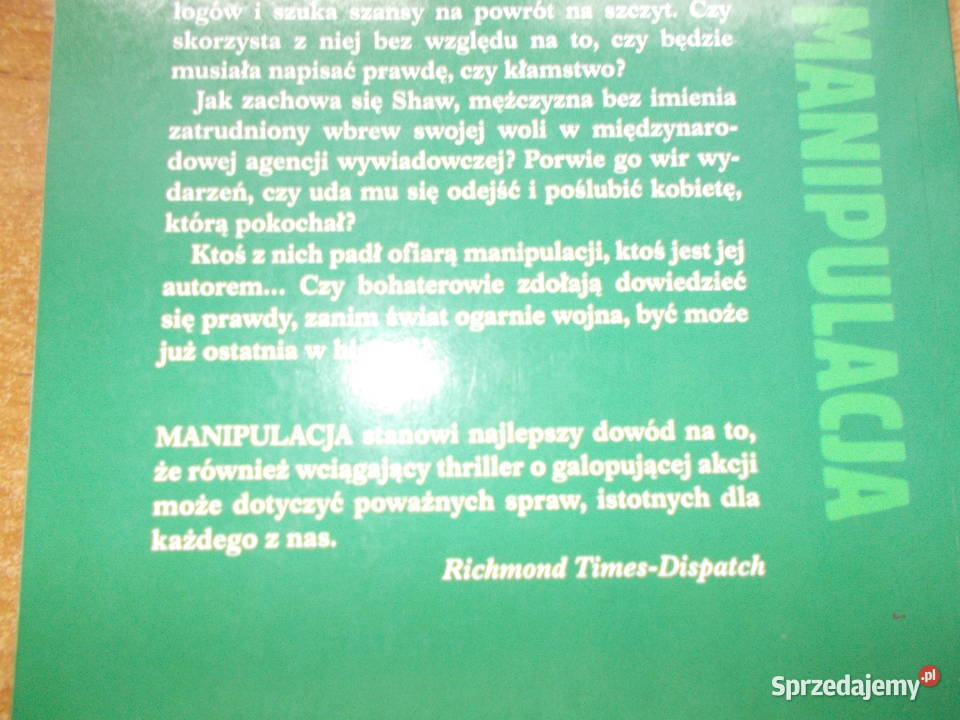 logów i szuka szansy na powrót na szczyt. Czy
skorzysta z niej bez względu na to, czy będzie
musiała napisać prawdę, czy kłamstwo?
Jak zachowa się Shaw, mężczyzna bez imienia
zatrudniony wbrew swojej woli w międzynaro-
dowej agencji wywiadowczej? Porwie go wir wy-
darzeń, czy uda mu się odejść i poślubić kobietę,
którą pokochał?
Ktoś z nich padł ofiarą manipulacji, ktoś jest jej
autorem... Czy bohaterowie zdołają dowiedzieć
się prawdy, zanim świat ogarnie wojna, być może
już ostatnia w
MANIPULACJA stanowi najlepszy dowód na to,
że również wciągający thriller o galopującej akcji
może dotyczyć poważnych spraw, istotnych dla
każdego z nas.
Richmond Times-Dispatch
MANIPULACJA
Sprzedajemy.pl